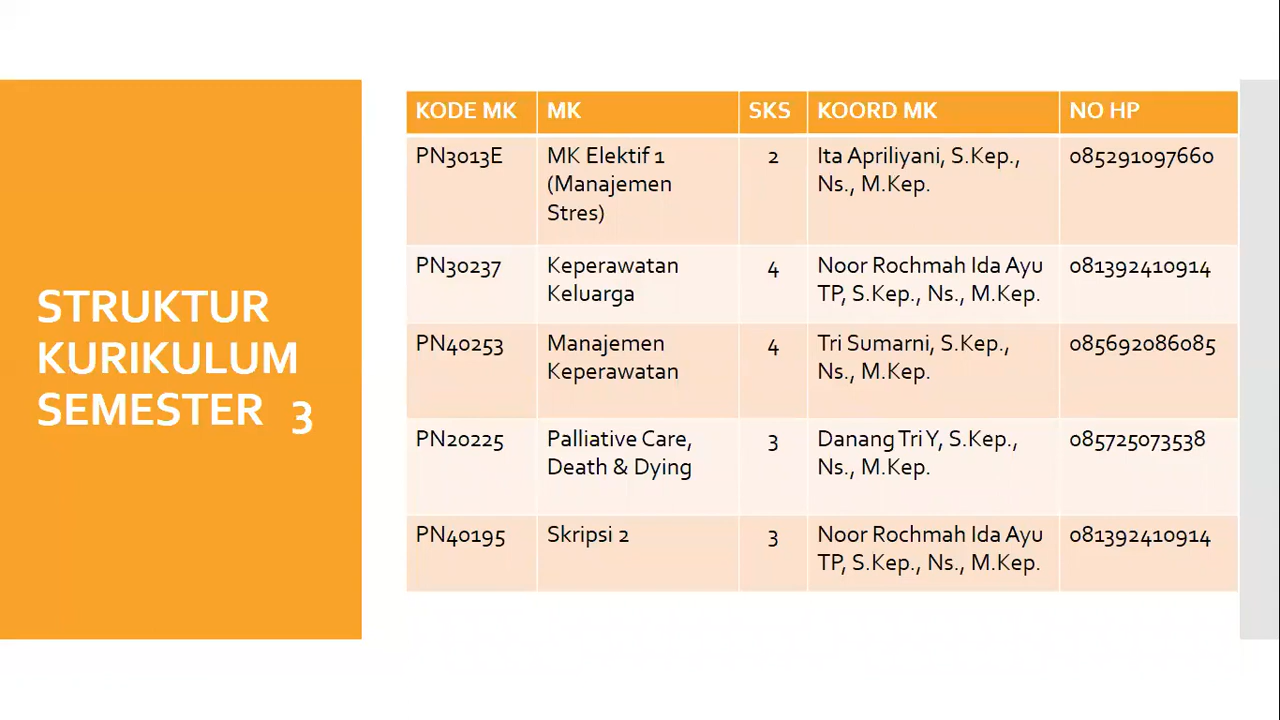 STRUKTUR
KURIKULUM
SEMESTER 3
KODE MK MK SKS KOORD MK NO HP
PN3013E MK Elektif 1 2 Ita Apriliyani, S.Kep., 085291097660
(Manajemen Ns., M.Kep.
Stres)
PN30237 Keperawatan 4 Noor Rochmah Ida Ayu 081392410914
Keluarga TP, S.Kep., Ns., M.Kep.
PN40253 Manajemen 4 Tri Sumarni, S.Kep., 085692086085
Keperawatan Ns., M.Kep.
PN20225 Palliative Care, 3 Danang Tri Y, S.Kep., 085725073538
Death & Dying Ns., M.Kep.
PN40195 Skripsi 2 3 Noor Rochmah Ida Ayu 081392410914
TP, S.Kep., Ns., M.Kep.